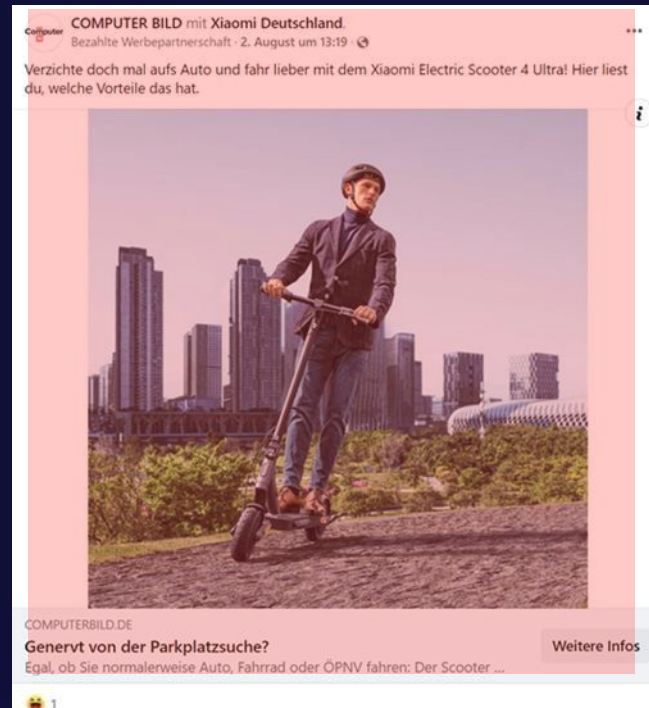 Computer
COMPUTER BILD mit Xiaomi Deutschland.
Bezahlte Werbepartnerschaft · 2. August um 13:19 ·
Verzichte doch mal aufs Auto und fahr lieber mit dem Xiaomi Electric Scooter 4 Ultra! Hier liest
du, welche Vorteile das hat.
i
COMPUTERBILD.DE
Genervt von der Parkplatzsuche?
Weitere Infos
Egal, ob Sie normalerweise Auto, Fahrrad oder ÖPNV fahren: Der Scooter ...
1